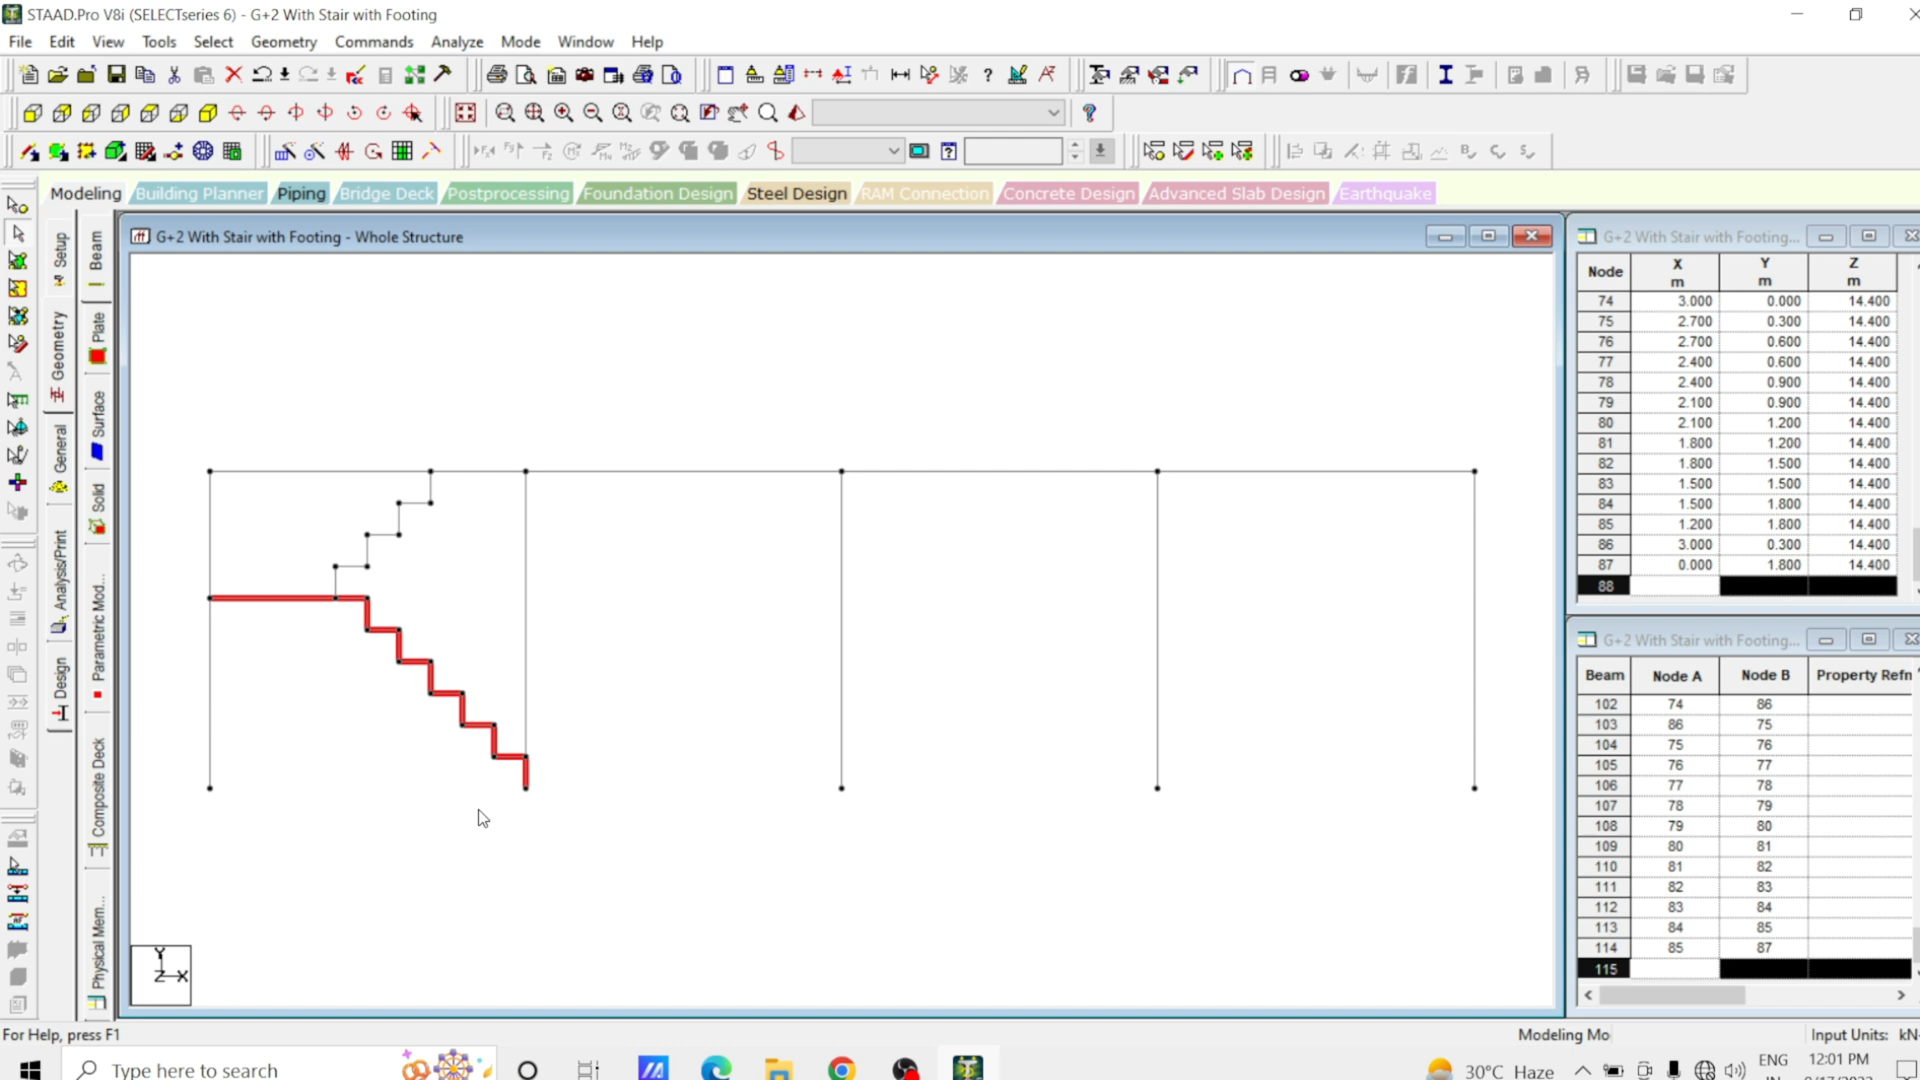 STAAD.Pro V8i (SELECTseries 6) - G+2 With Stair with Footing
File Edit View Tools Select Geometry Commands Analyze Mode Window Help
Modeling Building Planner Piping Bridge Deck Postprocessing Foundation Design Steel Design RAM Connection Concrete Design Advanced Slab Design Earthquake
Setup
Geometry
General
Analysis/Print
Design
Beam
Plate
Surface
Solid
Parametric Mod...
Composite Deck
Physical Mem...
G+2 With Stair with Footing - Whole Structure
Y
Z X
G+2 With Stair with Footing...
Node X m Y m Z m
74 3.000 0.000 14.400
75 2.700 0.300 14.400
76 2.700 0.600 14.400
77 2.400 0.600 14.400
78 2.400 0.900 14.400
79 2.100 0.900 14.400
80 2.100 1.200 14.400
81 1.800 1.200 14.400
82 1.800 1.500 14.400
83 1.500 1.500 14.400
84 1.500 1.800 14.400
85 1.200 1.800 14.400
86 3.000 0.300 14.400
87 0.000 1.800 14.400
88
G+2 With Stair with Footing...
Beam Node A Node B Property Refn
102 74 86
103 86 75
104 75 76
105 76 77
106 77 78
107 78 79
108 79 80
109 80 81
110 81 82
111 82 83
112 83 84
113 84 85
114 85 87
115
For Help, press F1
Modeling Mo
Input Units: kN-
Type here to search
30°C Haze
ENG
12:01 PM